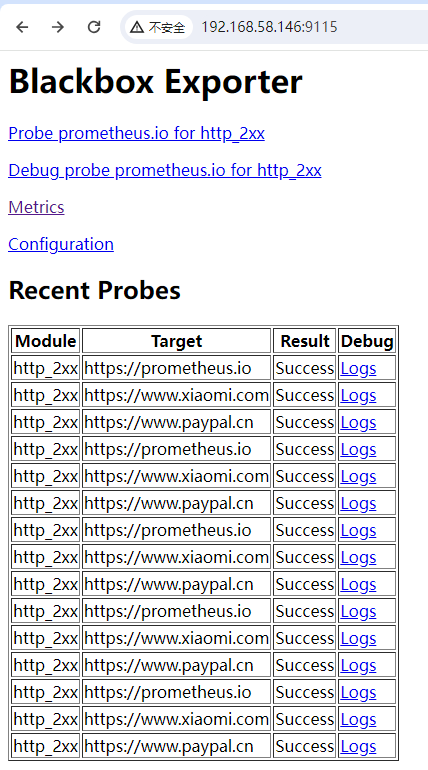 不安全 192.168.58.146:9115
Blackbox Exporter
Probe prometheus.io for http_2xx
Debug probe prometheus.io for http_2xx
Metrics
Configuration
Recent Probes
Module Target Result Debug
http_2xx https://prometheus.io Success Logs
http_2xx https://www.xiaomi.com Success Logs
http_2xx https://www.paypal.cn Success Logs
http_2xx https://prometheus.io Success Logs
http_2xx https://www.xiaomi.com Success Logs
http_2xx https://www.paypal.cn Success Logs
http_2xx https://prometheus.io Success Logs
http_2xx https://www.xiaomi.com Success Logs
http_2xx https://www.paypal.cn Success Logs
http_2xx https://prometheus.io Success Logs
http_2xx https://www.xiaomi.com Success Logs
http_2xx https://www.paypal.cn Success Logs
http_2xx https://prometheus.io Success Logs
http_2xx https://www.xiaomi.com Success Logs
http_2xx https://www.paypal.cn Success Logs